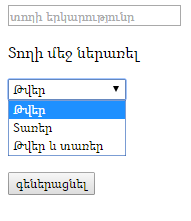 տողի երկարությունը
Տողի մեջ ներառել
Թվեր
Թվեր
Տառեր
Թվեր և տառեր
գեներացնել